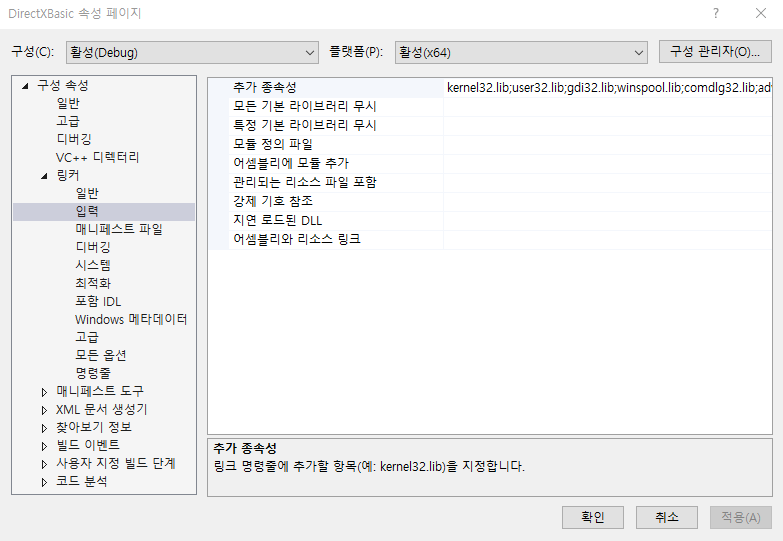 DirectXBasic 속성 페이지
? ×
구성(C): 활성(Debug) 플랫폼(P): 활성(x64) 구성 관리자(O)...
구성 속성
일반
고급
디버깅
VC++ 디렉터리
링커
일반
입력
매니페스트 파일
디버깅
시스템
최적화
포함 IDL
Windows 메타데이터
고급
모든 옵션
명령줄
매니페스트 도구
XML 문서 생성기
찾아보기 정보
빌드 이벤트
사용자 지정 빌드 단계
코드 분석
추가 종속성 kernel32.lib;user32.lib;gdi32.lib;winspool.lib;comdlg32.lib;ad
모든 기본 라이브러리 무시
특정 기본 라이브러리 무시
모듈 정의 파일
어셈블리에 모듈 추가
관리되는 리소스 파일 포함
강제 기호 참조
지연 로드된 DLL
어셈블리와 리소스 링크
추가 종속성
링크 명령줄에 추가할 항목(예: kernel32.lib)을 지정합니다.
확인 취소 적용(A)